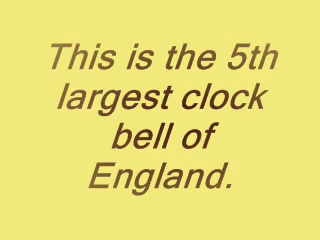 This is the 5th
largest clock
bell of
England.